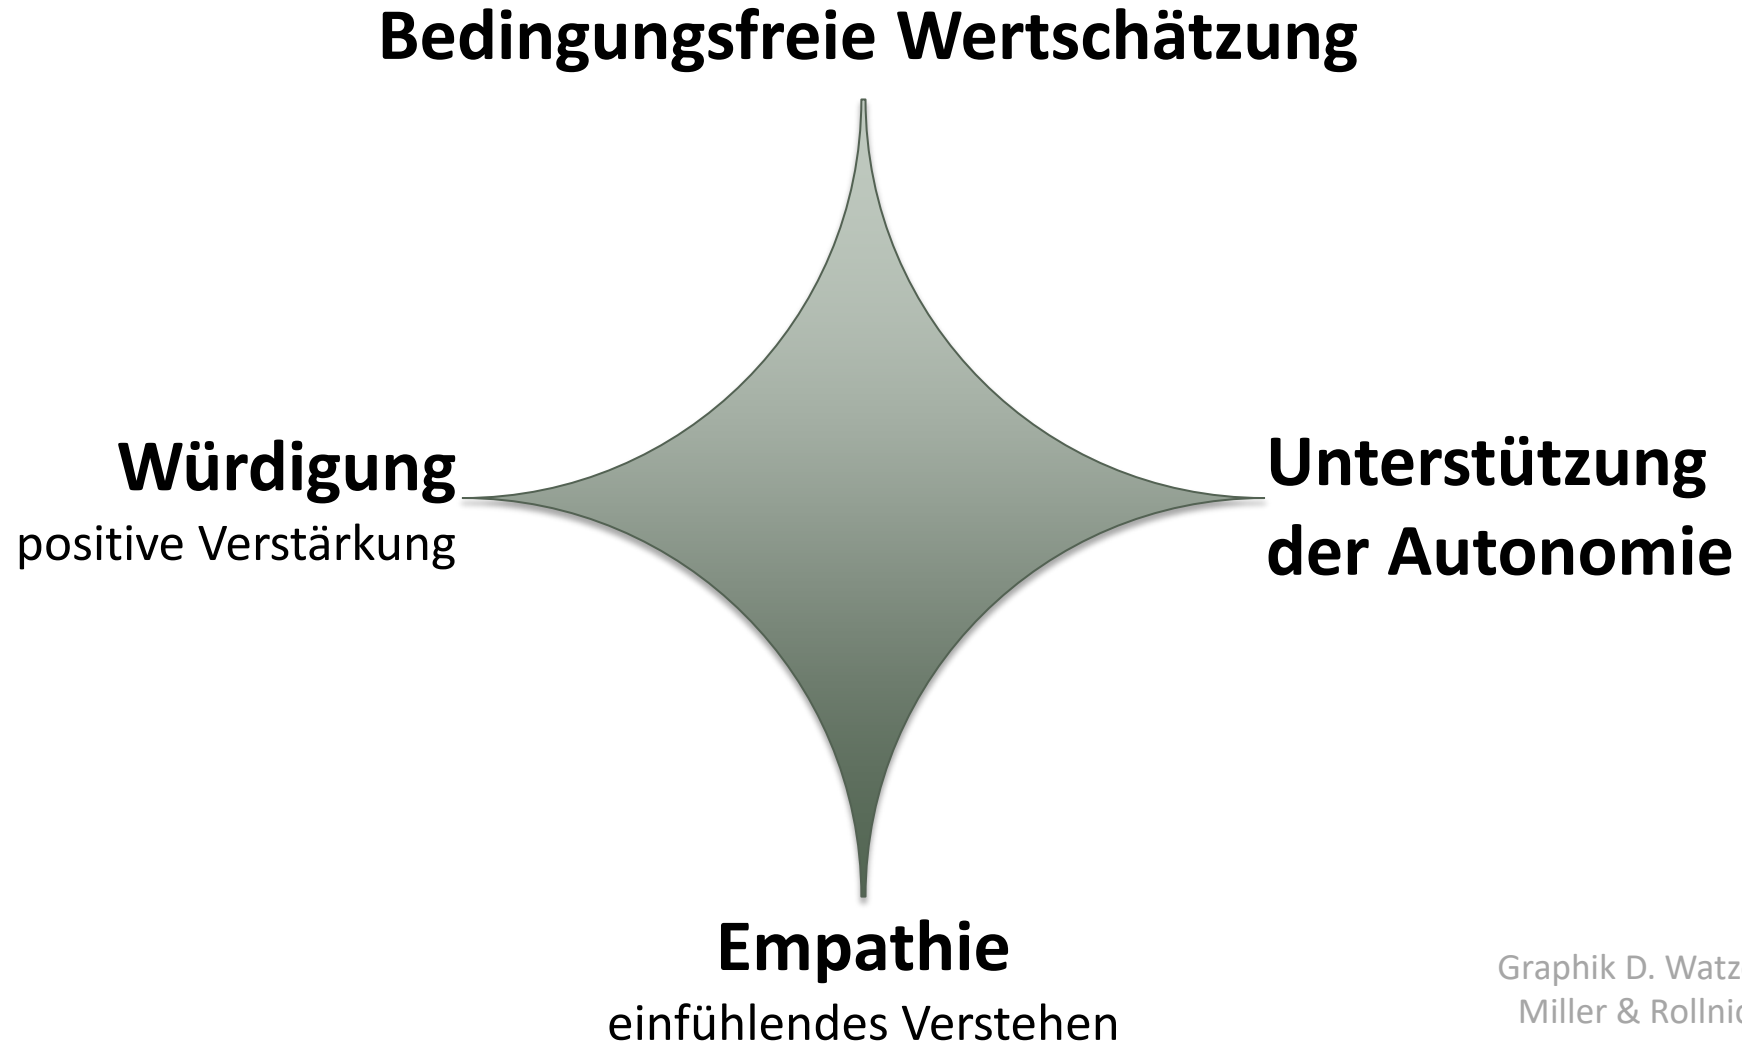 Bedingungsfreie Wertschätzung
Würdigung
positive Verstärkung
Unterstützung
der Autonomie
Empathie
einfühlendes Verstehen
Graphik D.
Miller &